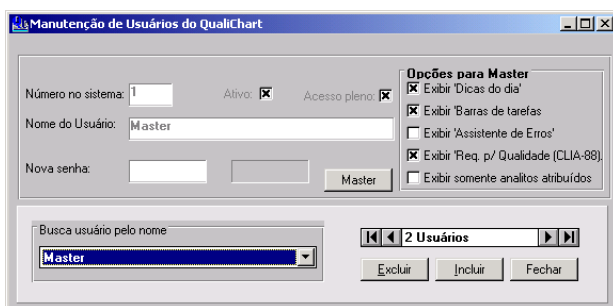 Manutenção de Usuários do QualiChart
Número no sistema: 1 Ativo: Acesso pleno:
Nome do Usuário: Master
Nova senha:
Master
Opções para Master
Exibir 'Dicas do dia'
Exibir 'Barras de tarefas
Exibir 'Assistente de Erros'
Exibir 'Req. p/ Qualidade (CLIA-88).
Exibir somente analitos atribuídos
Busca usuário pelo nome
Master
2 Usuários
Excluir Incluir Fechar